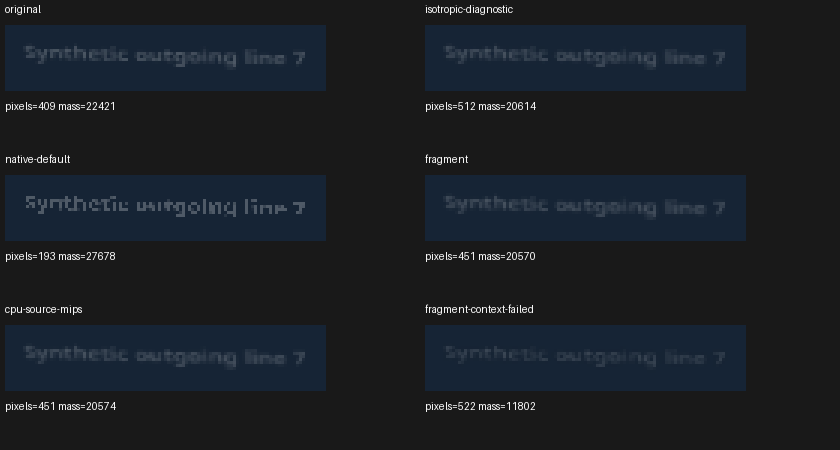 original
Synthetic outgoing line 7
pixels=409 mass=22421
isotropic-diagnostic
Synthetic outgoing line 7
pixels=512 mass=20614
native-default
Synthetic outgoing line 7
pixels=193 mass=27678
fragment
Synthetic outgoing line 7
pixels=451 mass=20570
cpu-source-mips
Synthetic outgoing line 7
pixels=451 mass=20574
fragment-context-failed
Synthetic outgoing line 7
pixels=522 mass=11802